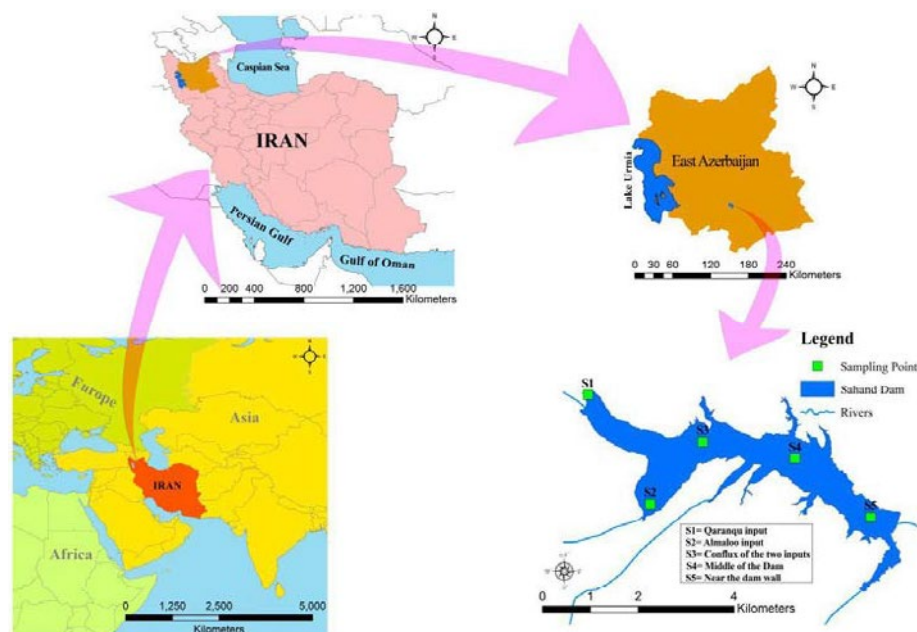 N
W
E
S
Caspian Sea
IRAN
Persian Gulf
Gulf of Oman
0 200 400 800 1,200 1,600
Kilometers
N
W
E
S
East Azerbaijan
Lake Urmia
0 30 60 120 180 240
Kilometers
Europe
Asia
IRAN
Africa
0 1,250 2,500 5,000
Kilometers
Legend
Sampling Point
Sahand Dam
Rivers
S1
S3
S4
S2
S5
S1= Qaranqu input
S2= Almaloo input
S3= Conflux of the two inputs
S4= Middle of the Dam
S5= Near the dam wall
0 1 2 4
Kilometers